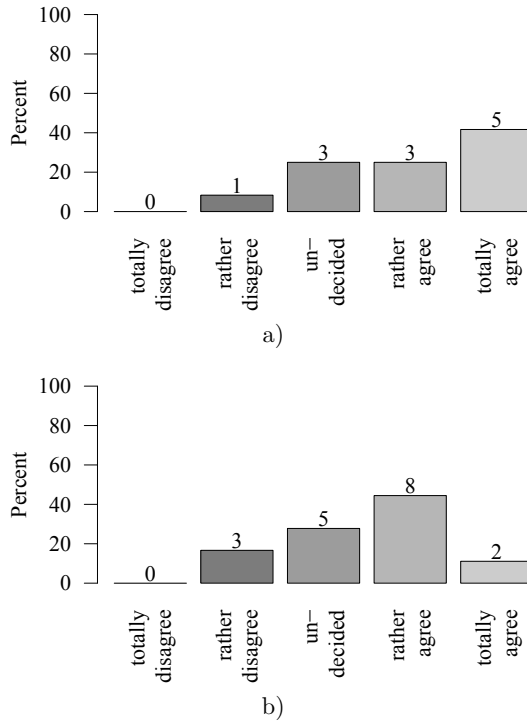 100
80
60
40
20
0
Percent
0
1
3
3
5
totally
disagree
rather
disagree
un−
decided
rather
agree
totally
agree
a)
100
80
60
40
20
0
Percent
0
3
5
8
2
totally
disagree
rather
disagree
un−
decided
rather
agree
totally
agree
b)